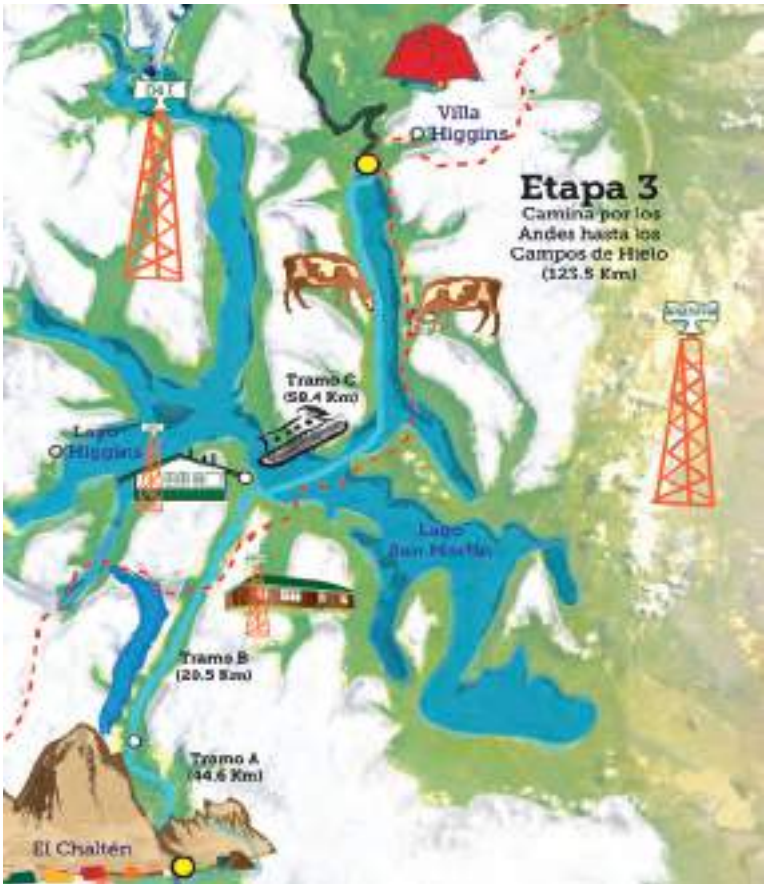 Villa
O'Higgins
Etapa 3
Camina por los
Andes hasta los
Campos de Hielo
(123.5 Km)
Tramo C
(58.4 Km)
Lago
O'Higgins
Lago
San Martín
Tramo B
(20.5 Km)
Tramo A
(44.6 Km)
El Chaltén